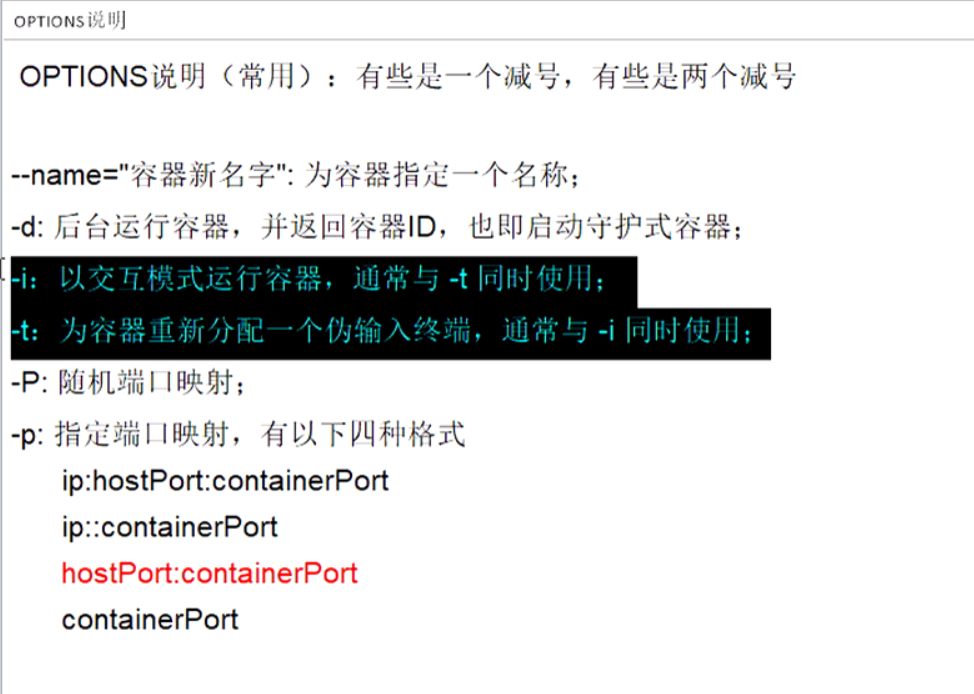 OPTIONS说明
OPTIONS说明（常用）：有些是一个减号，有些是两个减号
--name="容器新名字": 为容器指定一个名称；
-d: 后台运行容器，并返回容器ID，也即启动守护式容器；
-i：以交互模式运行容器，通常与 -t 同时使用；
-t：为容器重新分配一个伪输入终端，通常与 -i 同时使用；
-P: 随机端口映射；
-p: 指定端口映射，有以下四种格式
ip:hostPort:containerPort
ip::containerPort
hostPort:containerPort
containerPort